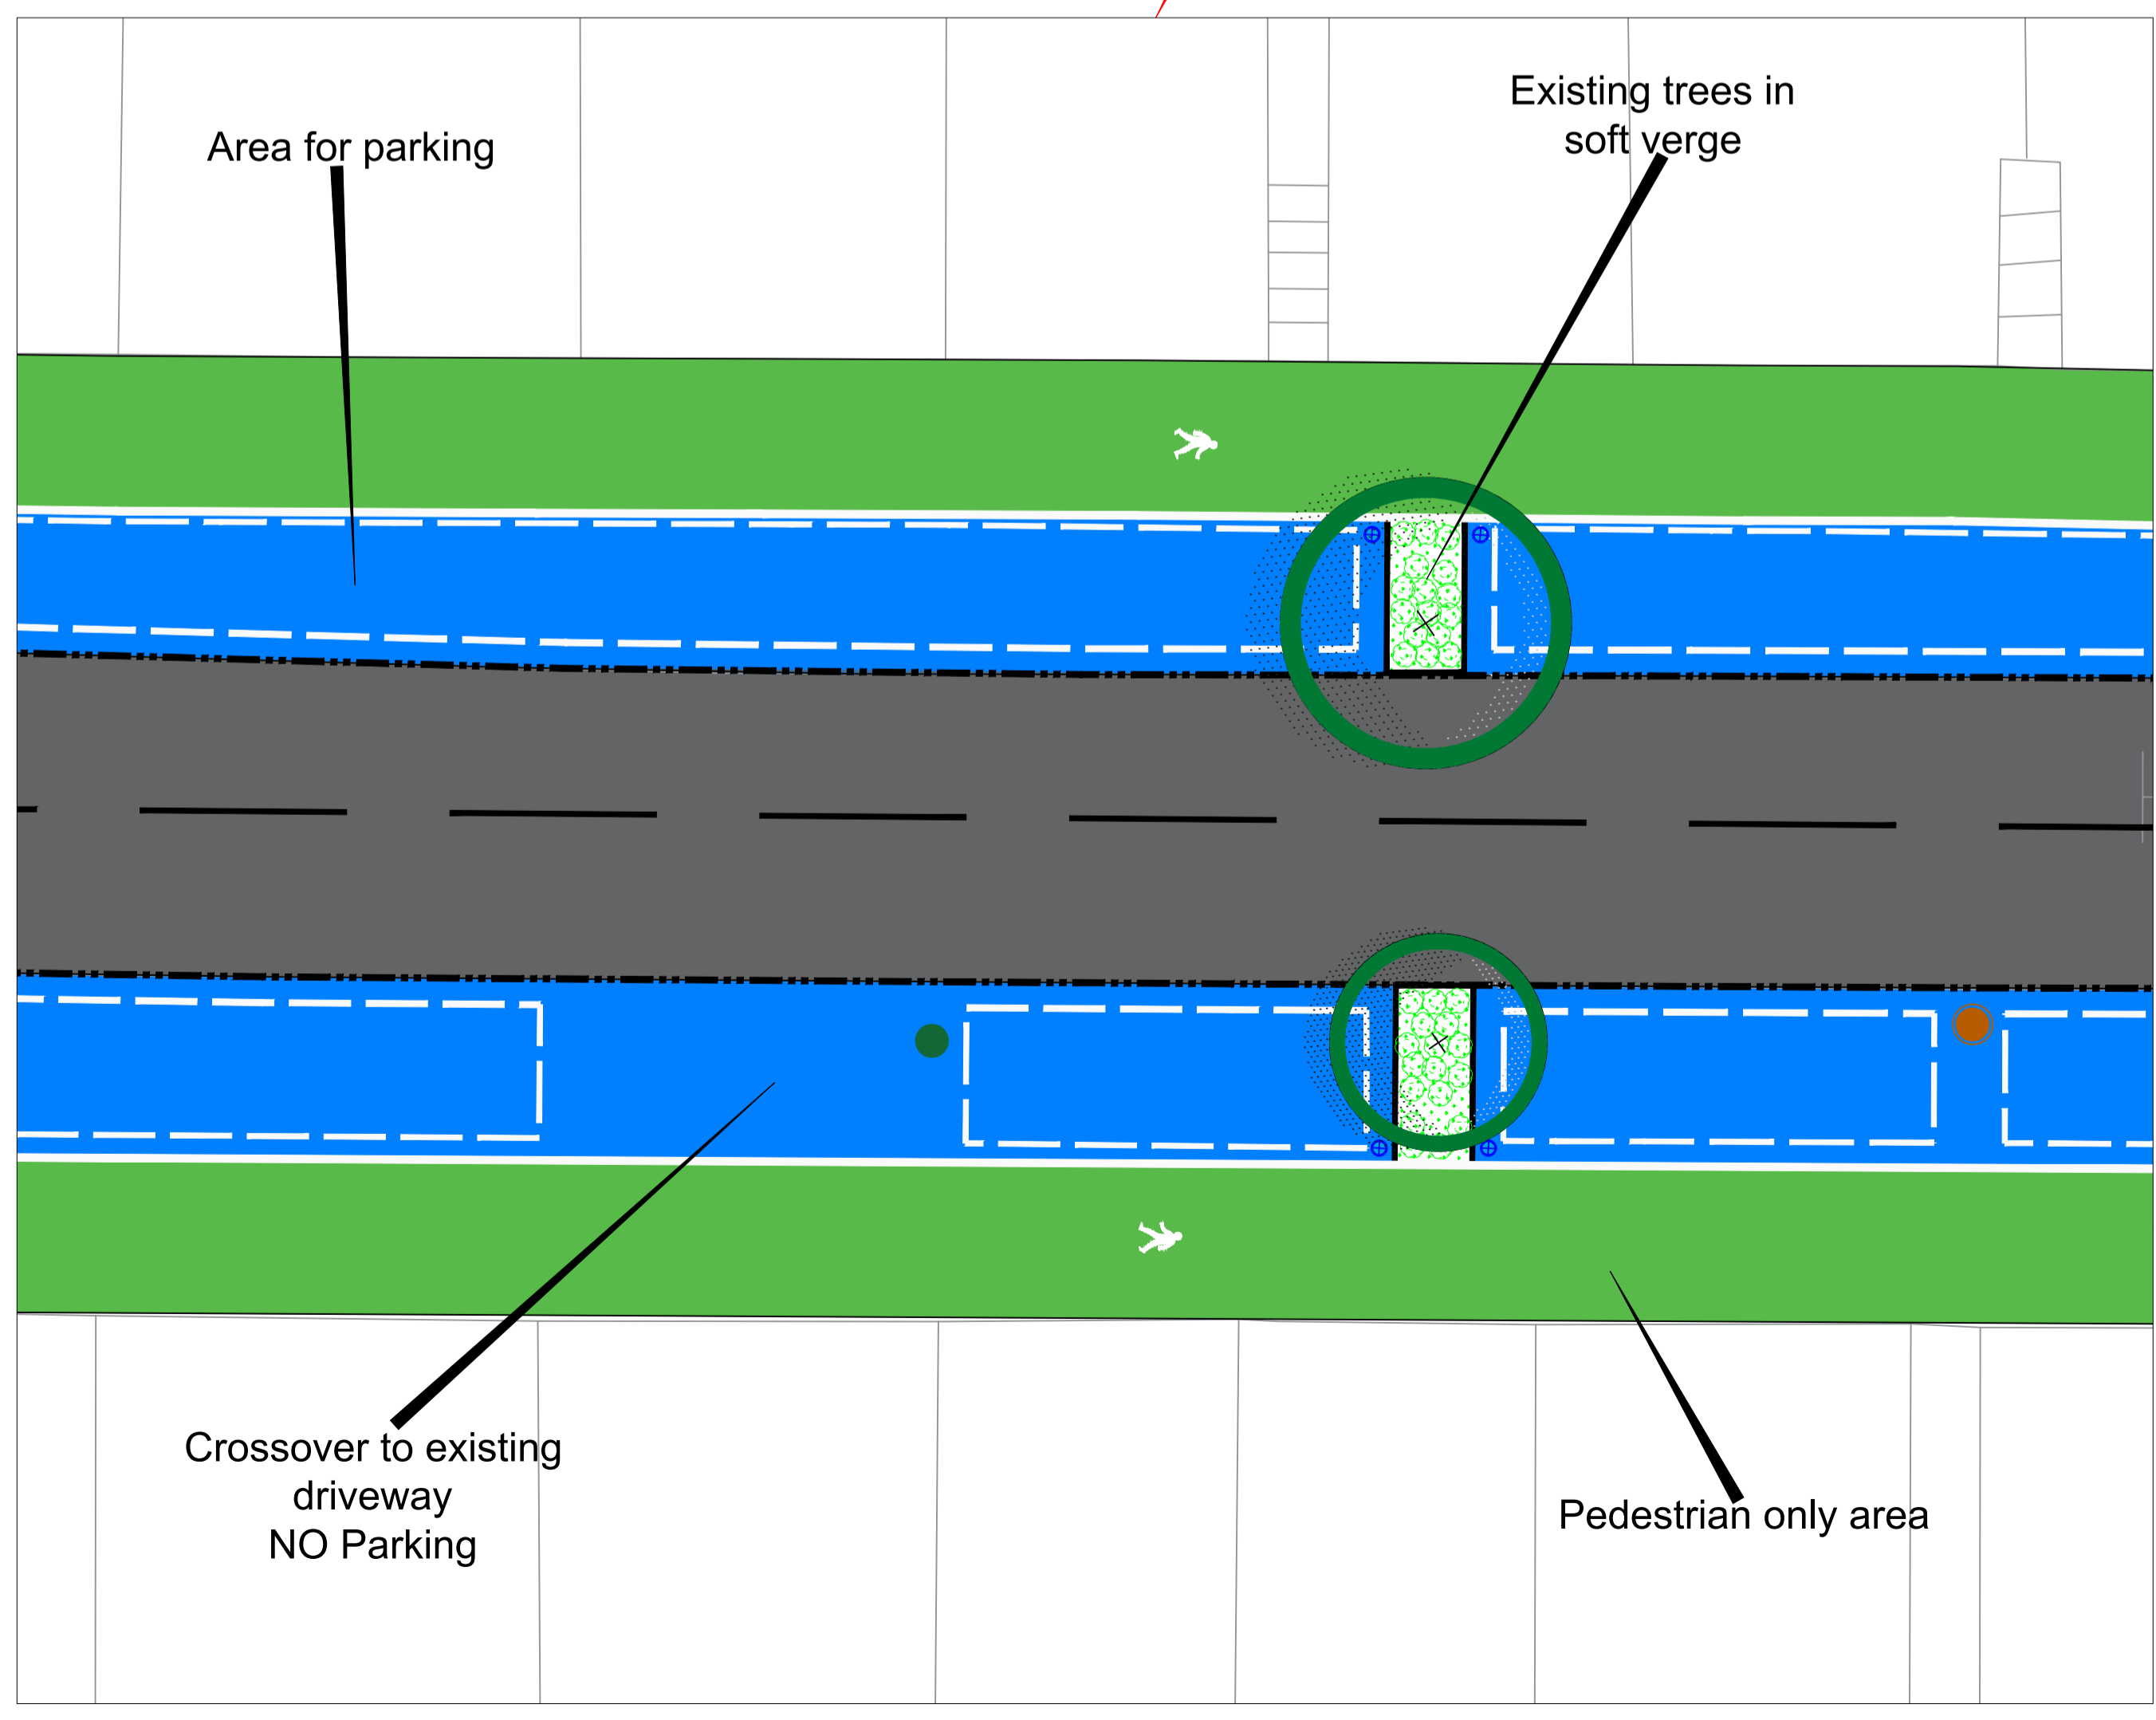 Existing trees in
soft verge
Area for parking
Crossover to existing
driveway
NO Parking
Pedestrian only area